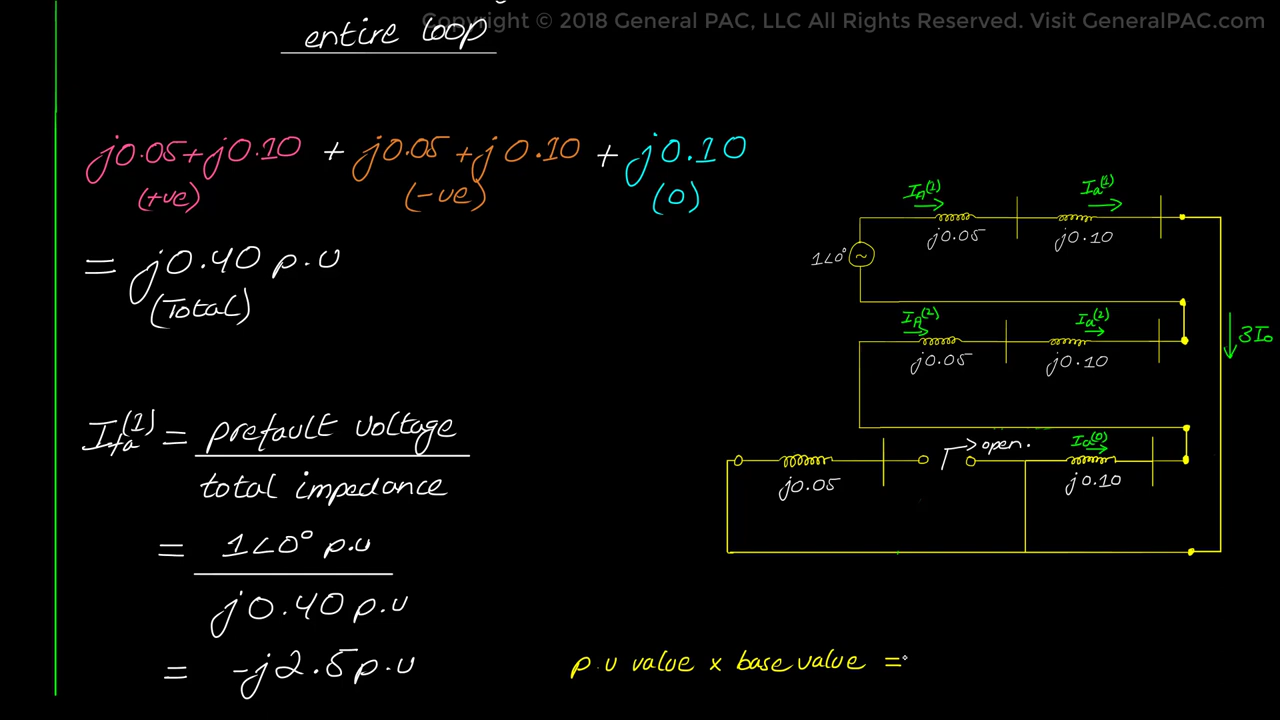 Copyright © 2018 General PAC, LLC All Rights Reserved. Visit GeneralPAC.com
entire loop
j0.05+j0.10 + j0.05+j0.10 + j0.10
(+ve) (-ve) (0)
= j0.40 p.u
(Total)
Ifa(1) = prefault voltage
total impedance
= 1∠0° p.u
j0.40 p.u
= -j2.5 p.u
p.u value x base value =
IA(1) Ia(1)
j0.05 j0.10
1∠0°
IA(2) Ia(2)
j0.05 j0.10
3I0
open. Ia(0)
j0.05 j0.10